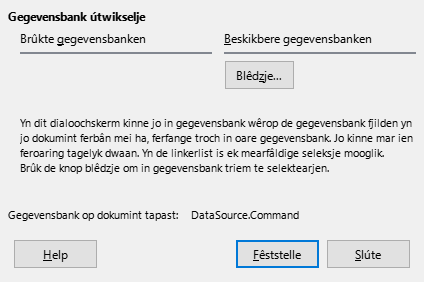 Gegevensbank útwikselje
Brûkte gegevensbanken Beskikbere gegevensbanken
Blêdzje...
Yn dit dialoochskerm kinne jo in gegevensbank wêrop de gegevensbank fjilden yn
jo dokumint ferbân mei ha, ferfange troch in oare gegevensbank. Jo kinne mar ien
feroaring tagelyk dwaan. Yn de linkerlist is ek mearfâldige seleksje mooglik.
Brûk de knop blêdzje om in gegevensbank triem te selektearjen.
Gegevensbank op dokumint tapast: DataSource.Command
Help Fêststelle Slúte